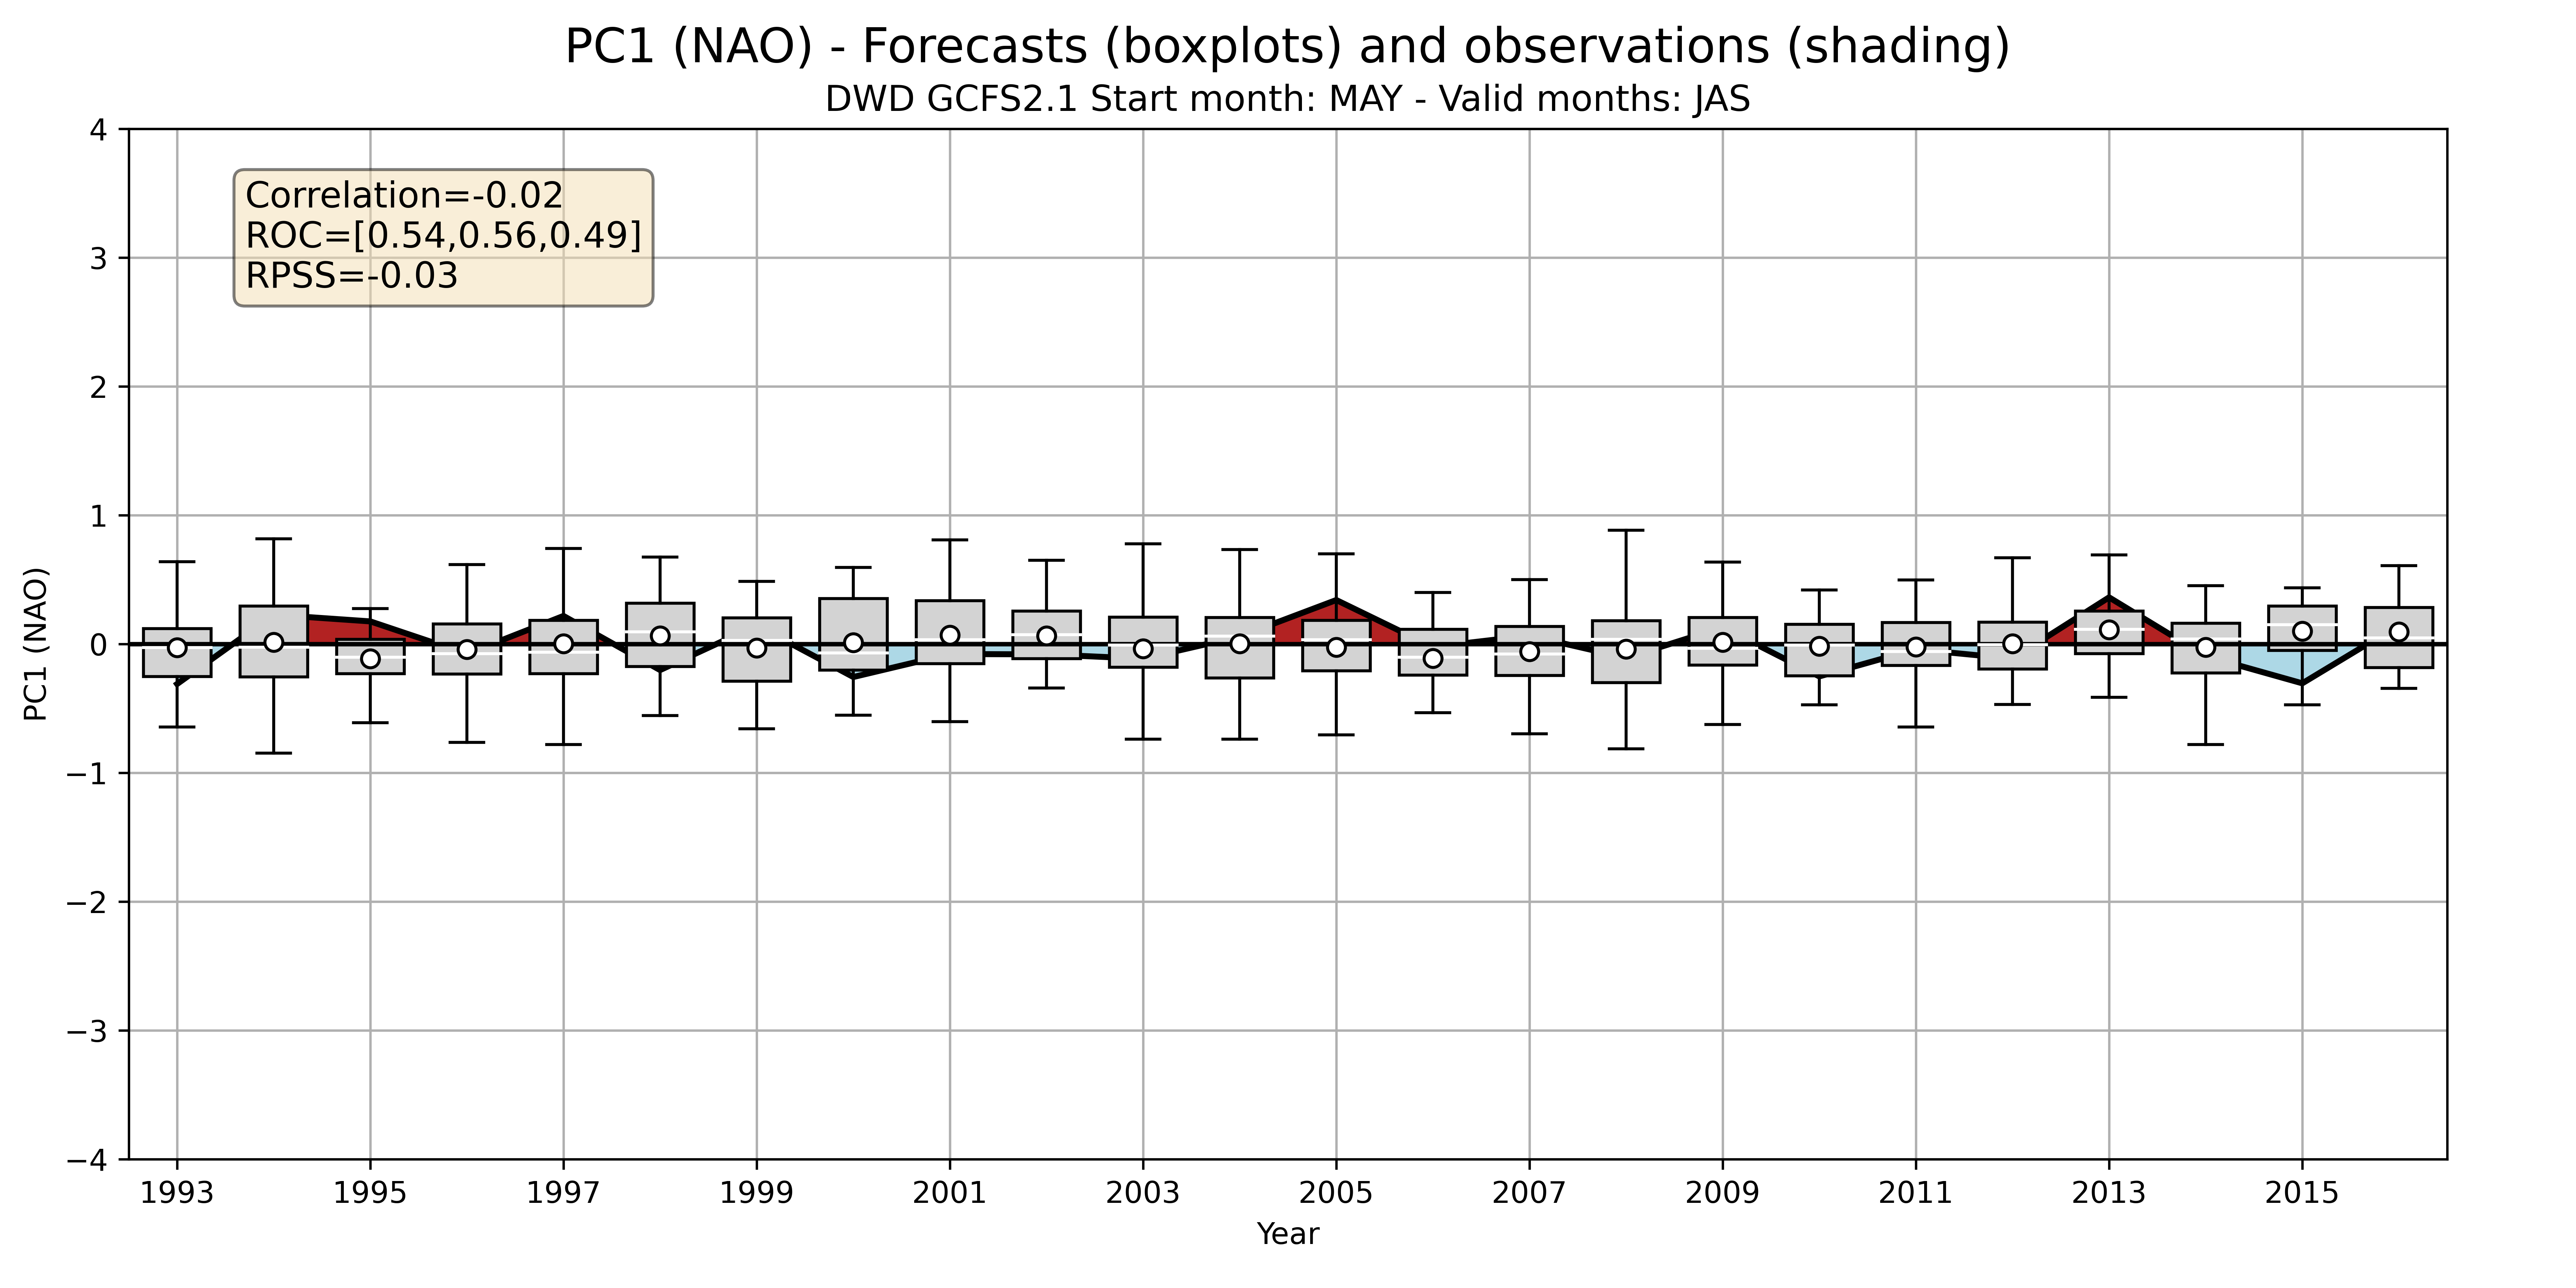 PC1 (NAO) - Forecasts (boxplots) and observations (shading)
DWD GCFS2.1 Start month: MAY - Valid months: JAS
Correlation=-0.02
ROC=[0.54,0.56,0.49]
RPSS=-0.03
PC1 (NAO)
4
3
2
1
0
−1
−2
−3
−4
1993 1995 1997 1999 2001 2003 2005 2007 2009 2011 2013 2015
Year